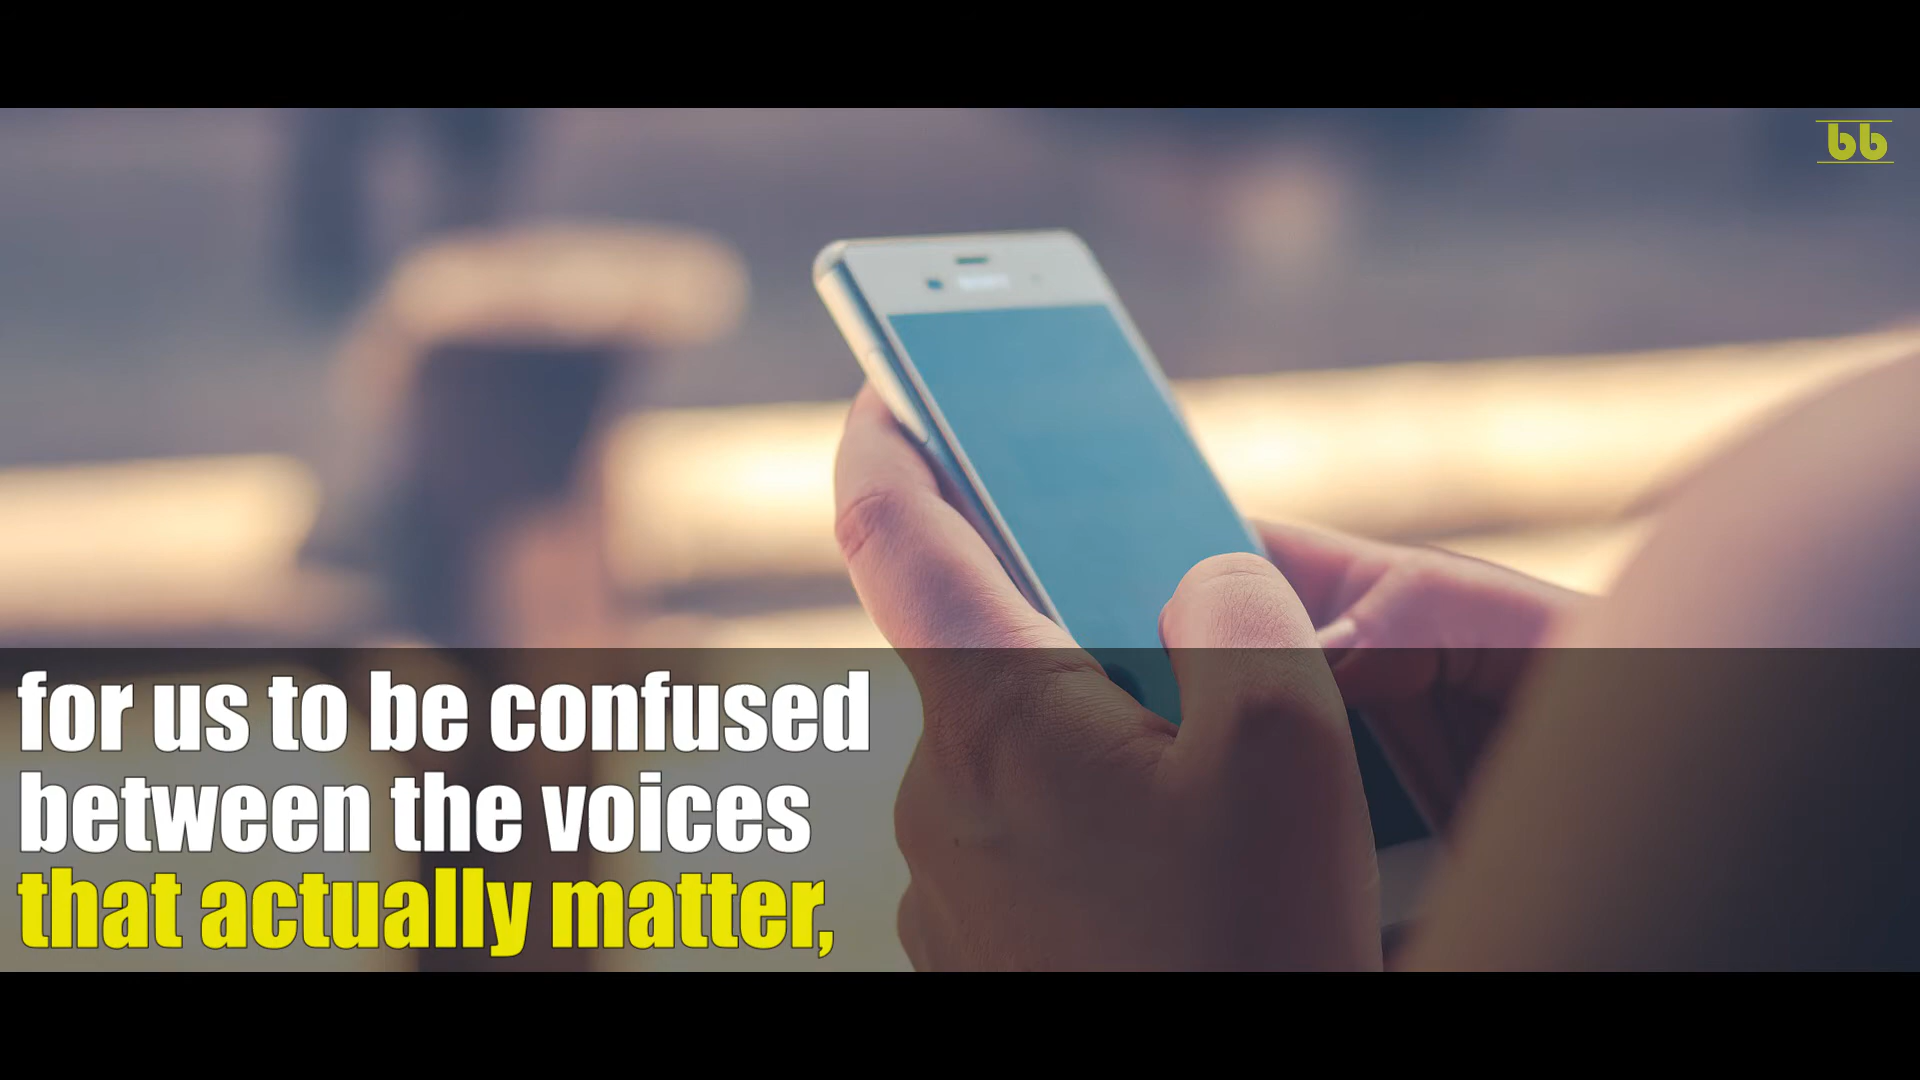 bb
for us to be confused
between the voices
that actually matter,